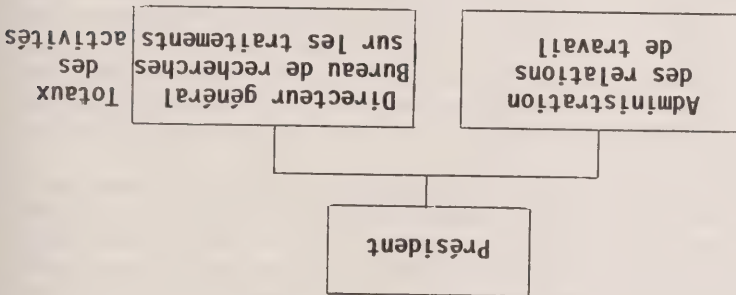 Président
Administration
des relations
de travail
Directeur général
Bureau de recherches
sur les traitements
Totaux
des
activités